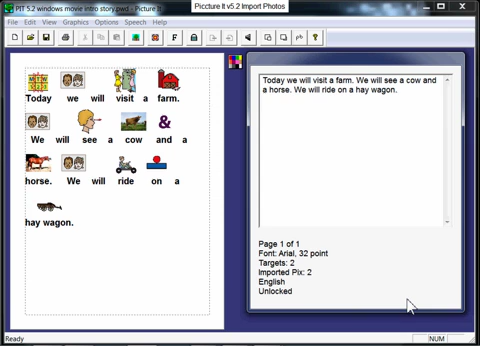 PIT 5.2 windows movie intro story.pwd - Picture It
Piccture It v5.2 Import Photos
File Edit View Graphics Options Speech Help
F
?
MTW
Today we will visit a farm.
&
We will see a cow and a
horse. We will ride on a
hay wagon.
Today we will visit a farm. We will see a cow and
a horse. We will ride on a hay wagon.
Page 1 of 1
Font: Arial, 32 point
Targets: 2
Imported Pix: 2
English
Unlocked
Ready
NUM